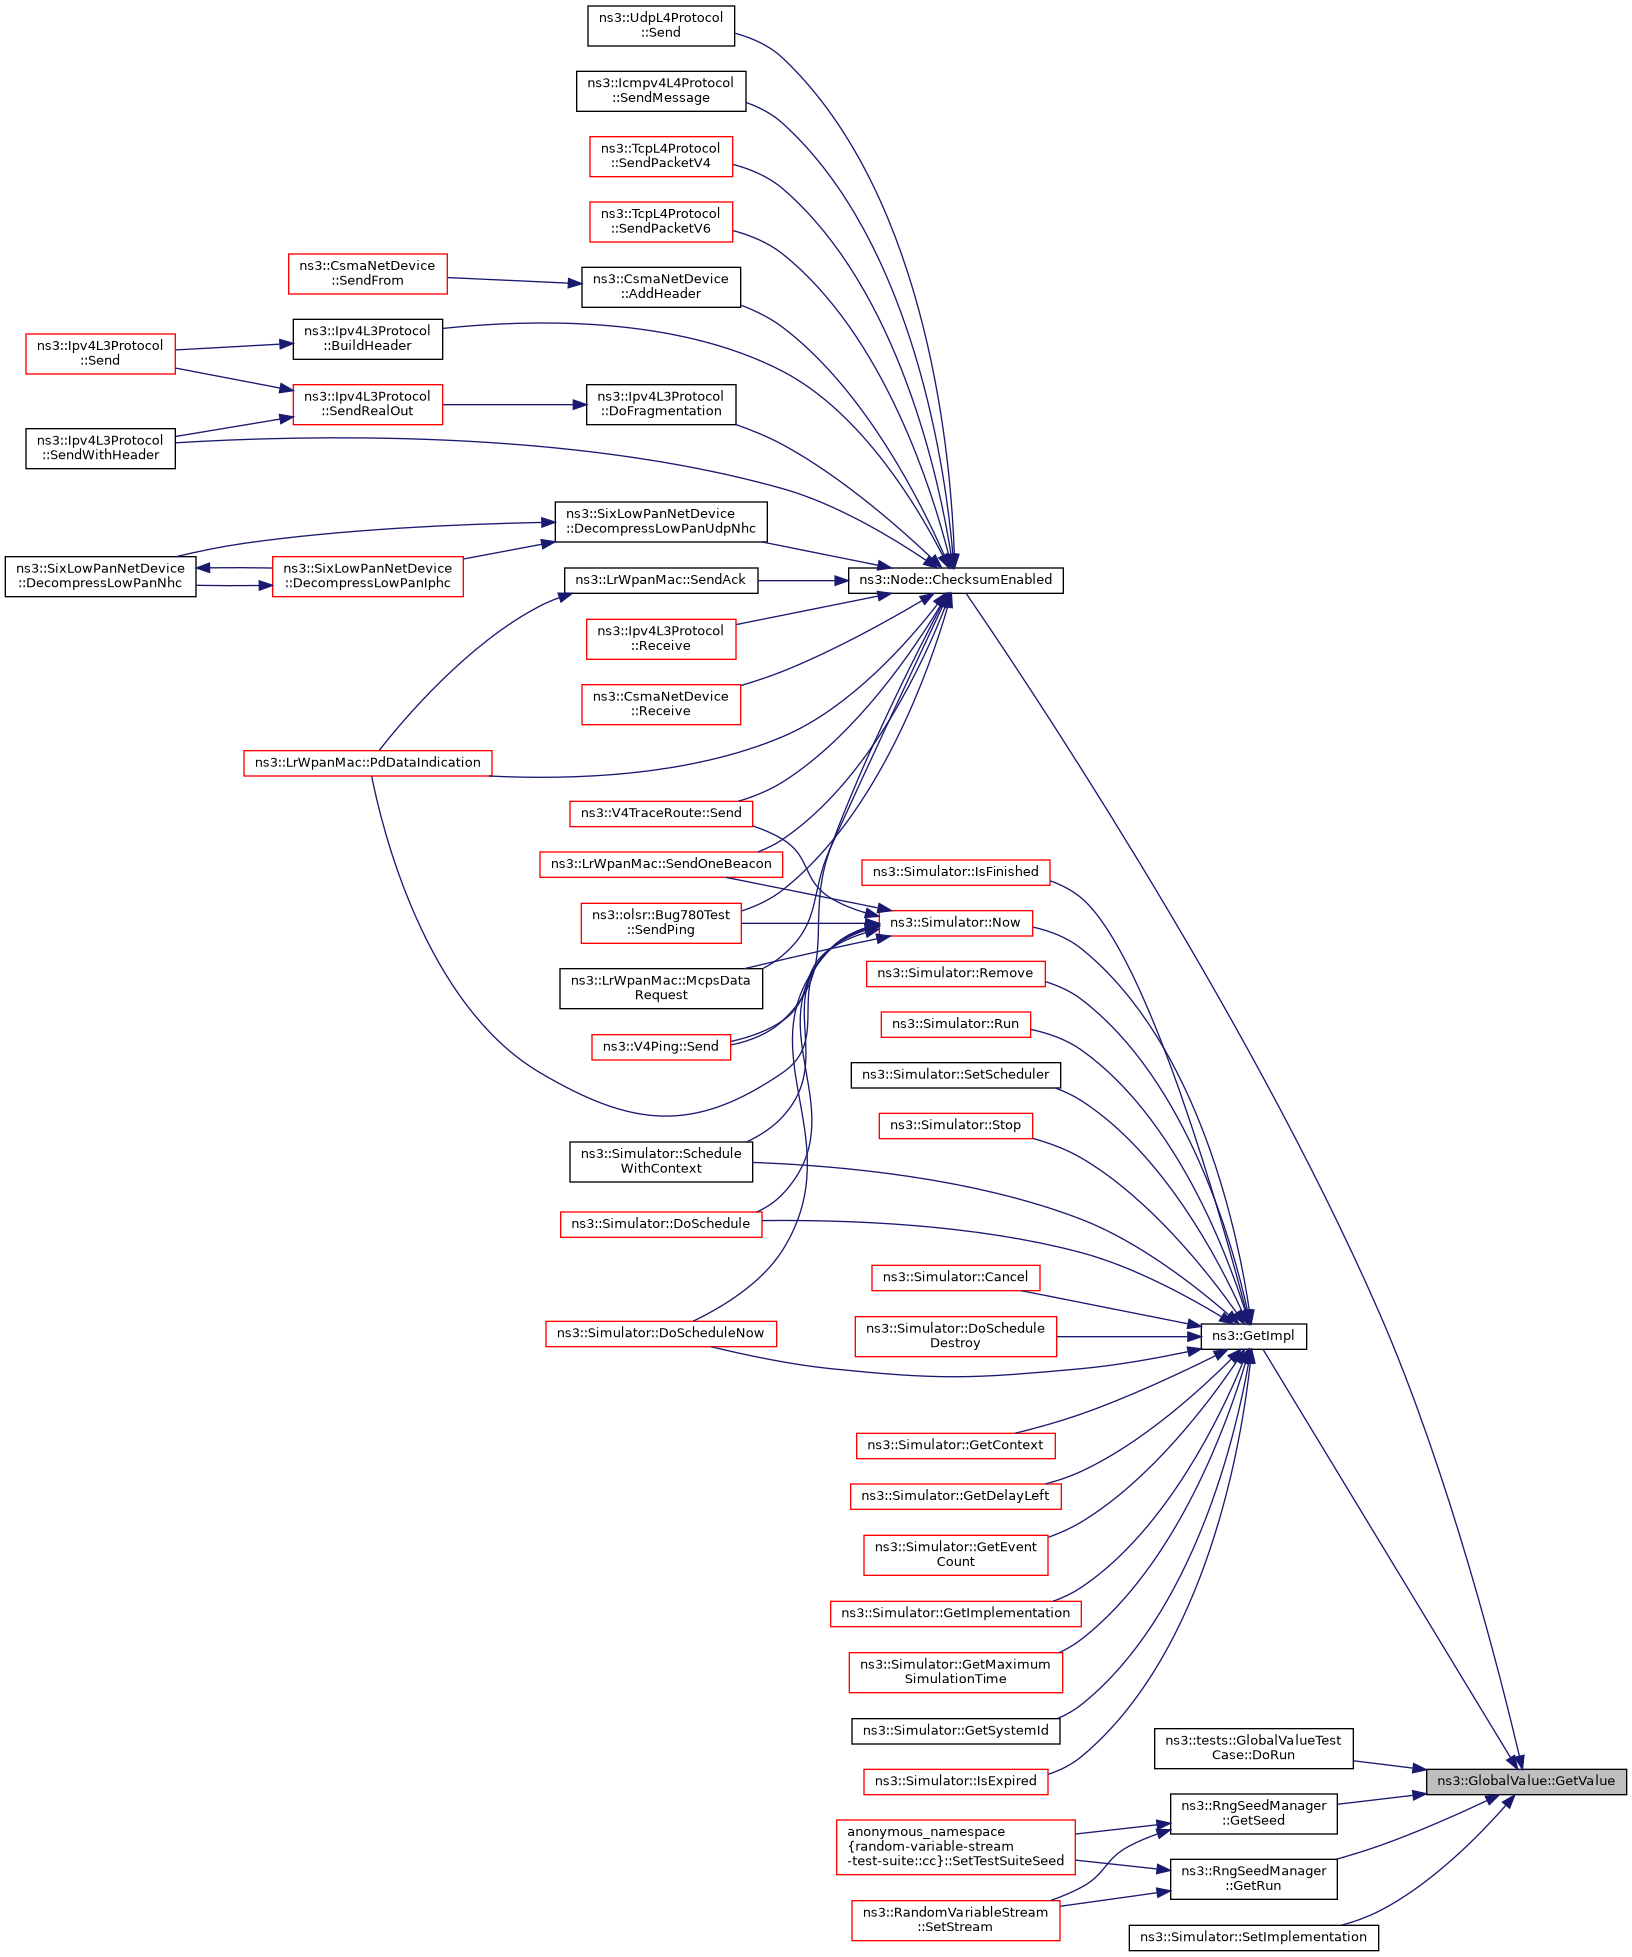 ns3::UdpL4Protocol
::Send
ns3::Icmpv4L4Protocol
::SendMessage
ns3::TcpL4Protocol
::SendPacketV4
ns3::TcpL4Protocol
::SendPacketV6
ns3::CsmaNetDevice
::SendFrom
ns3::CsmaNetDevice
::AddHeader
ns3::Ipv4L3Protocol
::BuildHeader
ns3::Ipv4L3Protocol
::Send
ns3::Ipv4L3Protocol
::SendRealOut
ns3::Ipv4L3Protocol
::DoFragmentation
ns3::Ipv4L3Protocol
::SendWithHeader
ns3::SixLowPanNetDevice
::DecompressLowPanUdpNhc
ns3::SixLowPanNetDevice
::DecompressLowPanNhc
ns3::SixLowPanNetDevice
::DecompressLowPanIphc
ns3::LrWpanMac::SendAck
ns3::Node::ChecksumEnabled
ns3::Ipv4L3Protocol
::Receive
ns3::CsmaNetDevice
::Receive
ns3::LrWpanMac::PdDataIndication
ns3::V4TraceRoute::Send
ns3::LrWpanMac::SendOneBeacon
ns3::Simulator::IsFinished
ns3::olsr::Bug780Test
::SendPing
ns3::Simulator::Now
ns3::LrWpanMac::McpsData
Request
ns3::Simulator::Remove
ns3::Simulator::Run
ns3::V4Ping::Send
ns3::Simulator::SetScheduler
ns3::Simulator::Stop
ns3::Simulator::Schedule
WithContext
ns3::Simulator::DoSchedule
ns3::Simulator::Cancel
ns3::Simulator::DoScheduleNow
ns3::Simulator::DoSchedule
Destroy
ns3::GetImpl
ns3::Simulator::GetContext
ns3::Simulator::GetDelayLeft
ns3::Simulator::GetEvent
Count
ns3::Simulator::GetImplementation
ns3::Simulator::GetMaximum
SimulationTime
ns3::Simulator::GetSystemId
ns3::tests::GlobalValueTest
Case::DoRun
ns3::Simulator::IsExpired
ns3::GlobalValue::GetValue
ns3::RngSeedManager
::GetSeed
anonymous_namespace
{random-variable-stream
-test-suite::cc}::SetTestSuiteSeed
ns3::RngSeedManager
::GetRun
ns3::RandomVariableStream
::SetStream
ns3::Simulator::SetImplementation